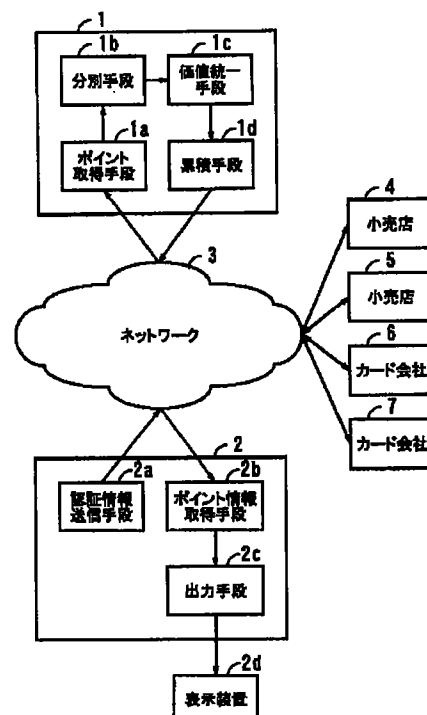 1
1b
分別手段
1c
価値統一
手段
1a
ポイント
取得手段
1d
累積手段
3
ネットワーク
4
小売店
5
小売店
6
カード会社
7
カード会社
2
2a
認証情報
送信手段
2b
ポイント情報
取得手段
2c
出力手段
2d
表示装置